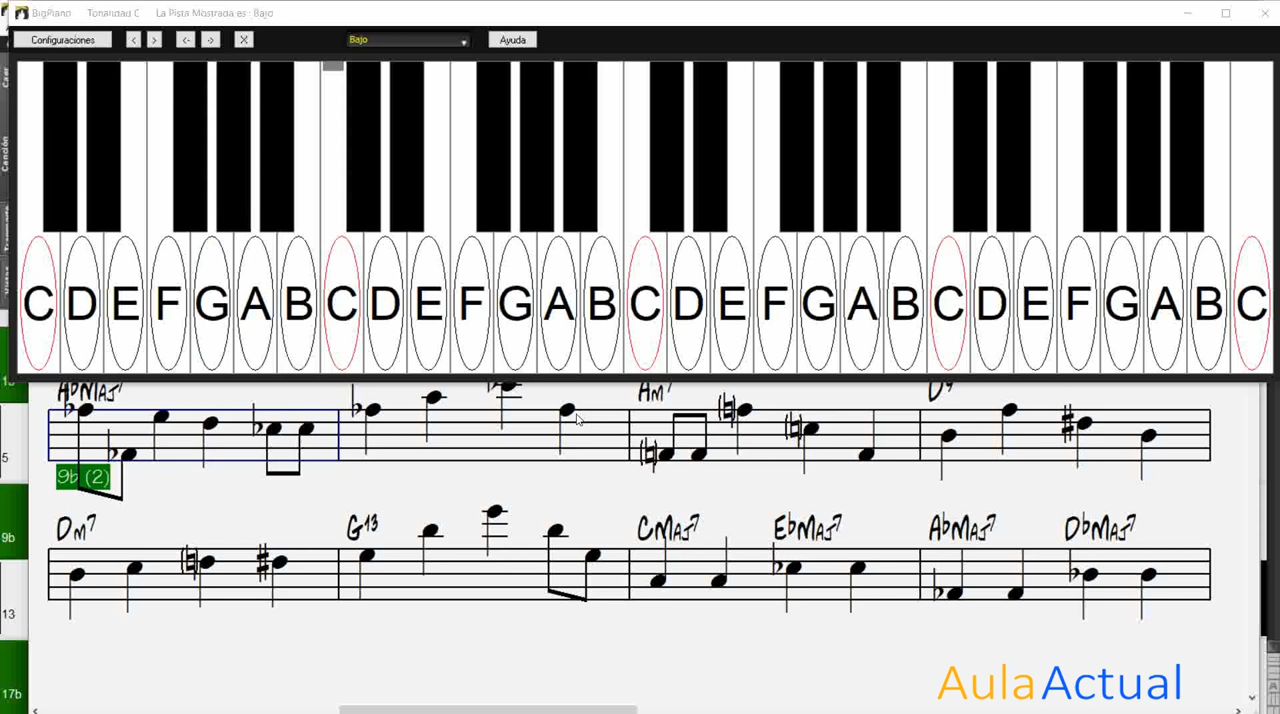 BigPiano Tonalidad C La Pista Mostrada es : Bajo
Configuraciones < > <- -> X Bajo Ayuda
C D E F G A B C D E F G A B C D E F G A B C D E F G A B C
AbMAJ7 Am7 D9
5
9b (2)
Dm7 G13 CMAJ7 EbMAJ7 AbMAJ7 DbMAJ7
9b
13
17b
AulaActual